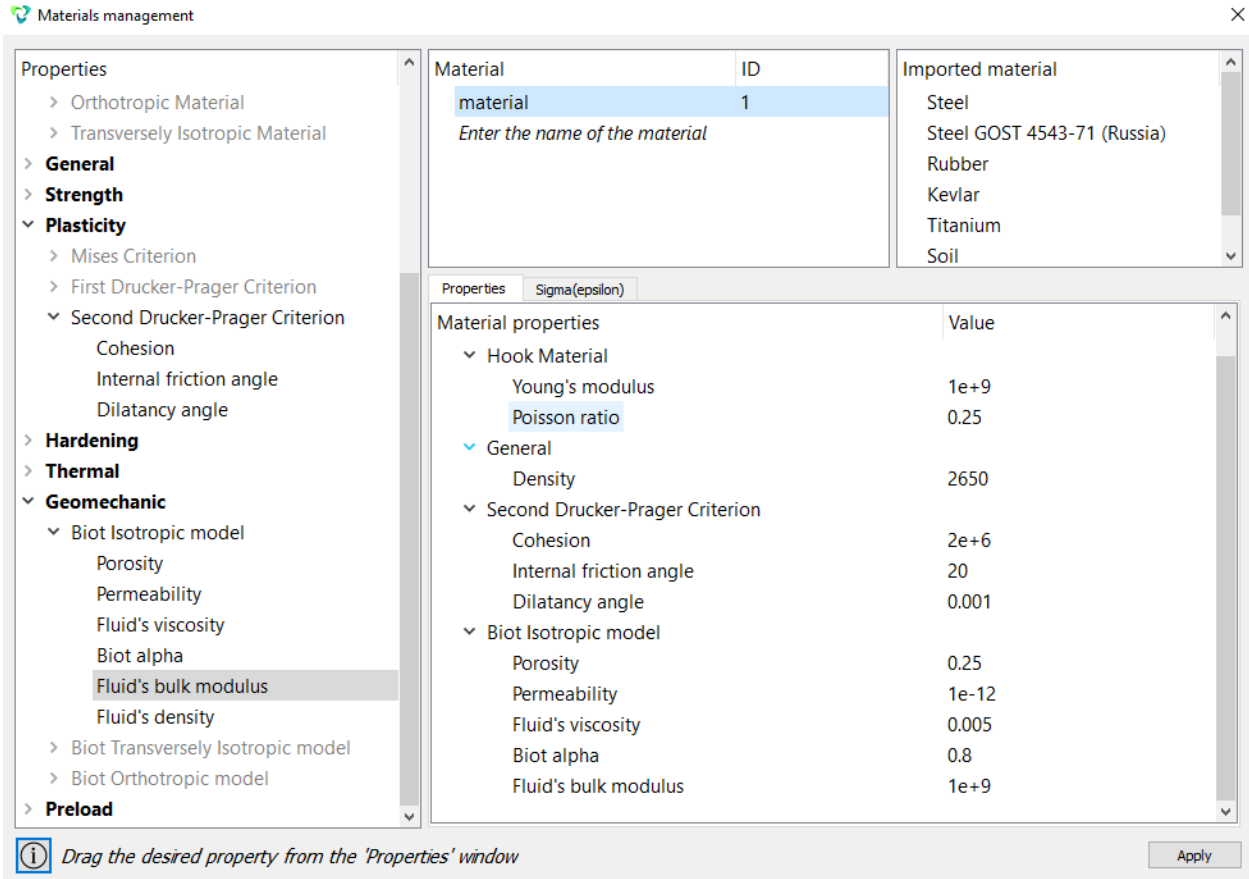 Materials management
Properties
Orthotropic Material
Transversely Isotropic Material
General
Strength
Plasticity
Mises Criterion
First Drucker-Prager Criterion
Second Drucker-Prager Criterion
Cohesion
Internal friction angle
Dilatancy angle
Hardening
Thermal
Geomechanic
Biot Isotropic model
Porosity
Permeability
Fluid's viscosity
Biot alpha
Fluid's bulk modulus
Fluid's density
Biot Transversely Isotropic model
Biot Orthotropic model
Preload
Material ID
material 1
Enter the name of the material
Imported material
Steel
Steel GOST 4543-71 (Russia)
Rubber
Kevlar
Titanium
Soil
Properties Sigma(epsilon)
Material properties Value
Hook Material
Young's modulus 1e+9
Poisson ratio 0.25
General
Density 2650
Second Drucker-Prager Criterion
Cohesion 2e+6
Internal friction angle 20
Dilatancy angle 0.001
Biot Isotropic model
Porosity 0.25
Permeability 1e-12
Fluid's viscosity 0.005
Biot alpha 0.8
Fluid's bulk modulus 1e+9
Drag the desired property from the 'Properties' window
Apply